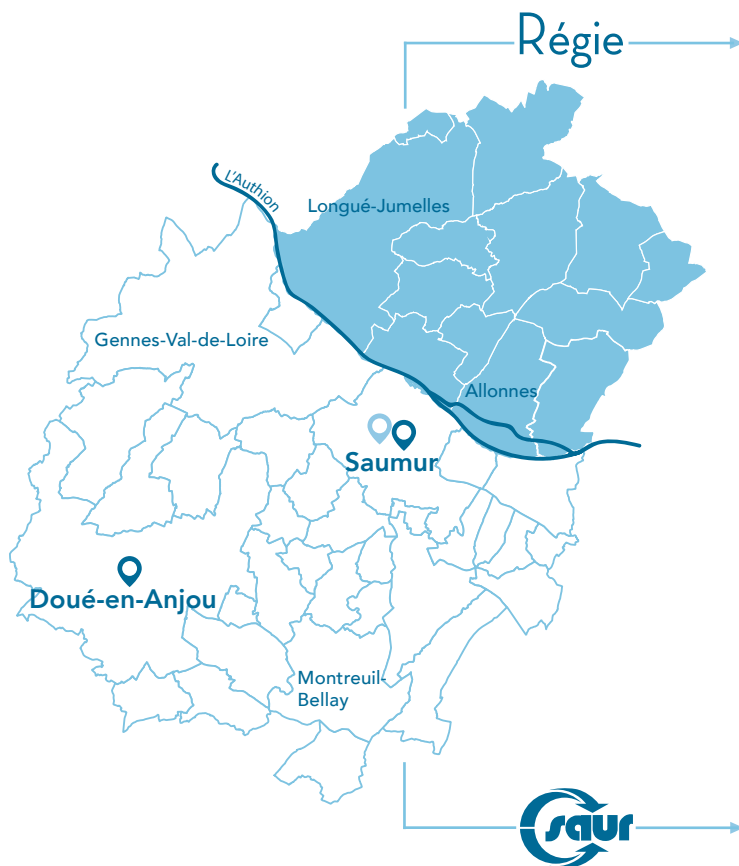 Régie
L'Authion
Longué-Jumelles
Gennes-Val-de-Loire
Allonnes
Saumur
Doué-en-Anjou
Montreuil-
Bellay
saur